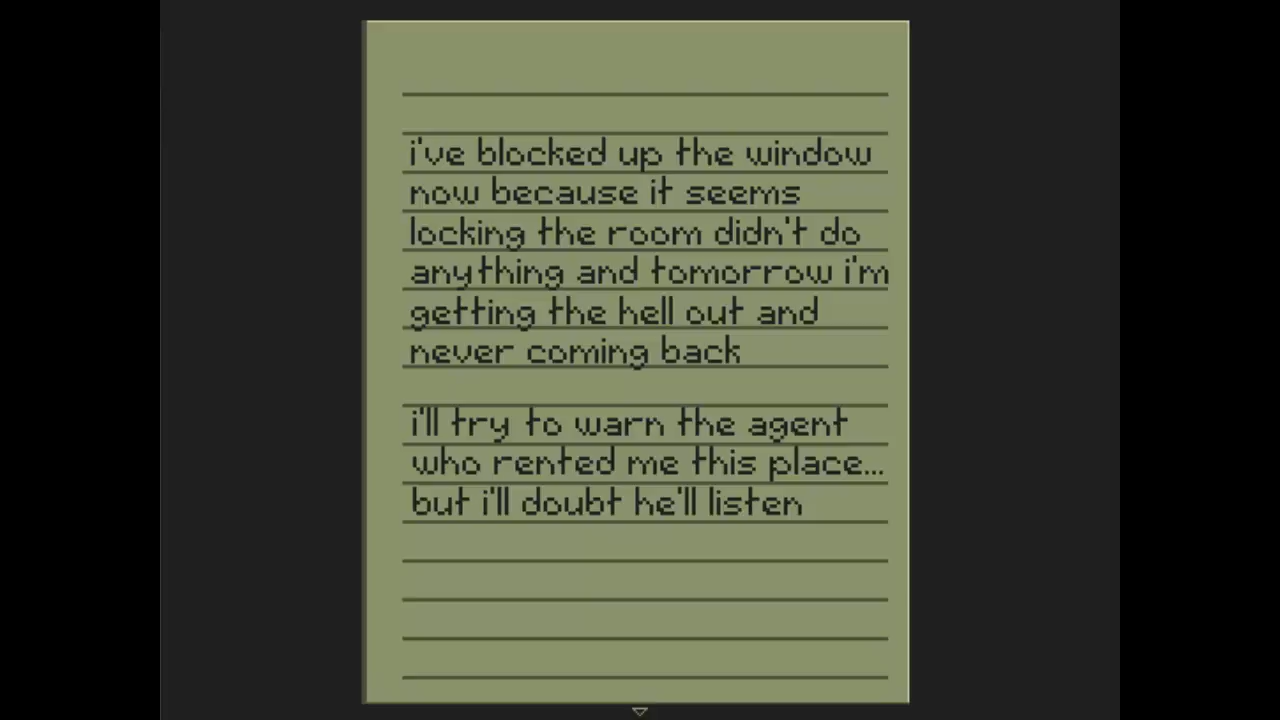 i've blocked up the window
now because it seems
locking the room didn't do
anything and tomorrow i'm
getting the hell out and
never coming back
i'll try to warn the agent
who rented me this place...
but i'll doubt he'll listen